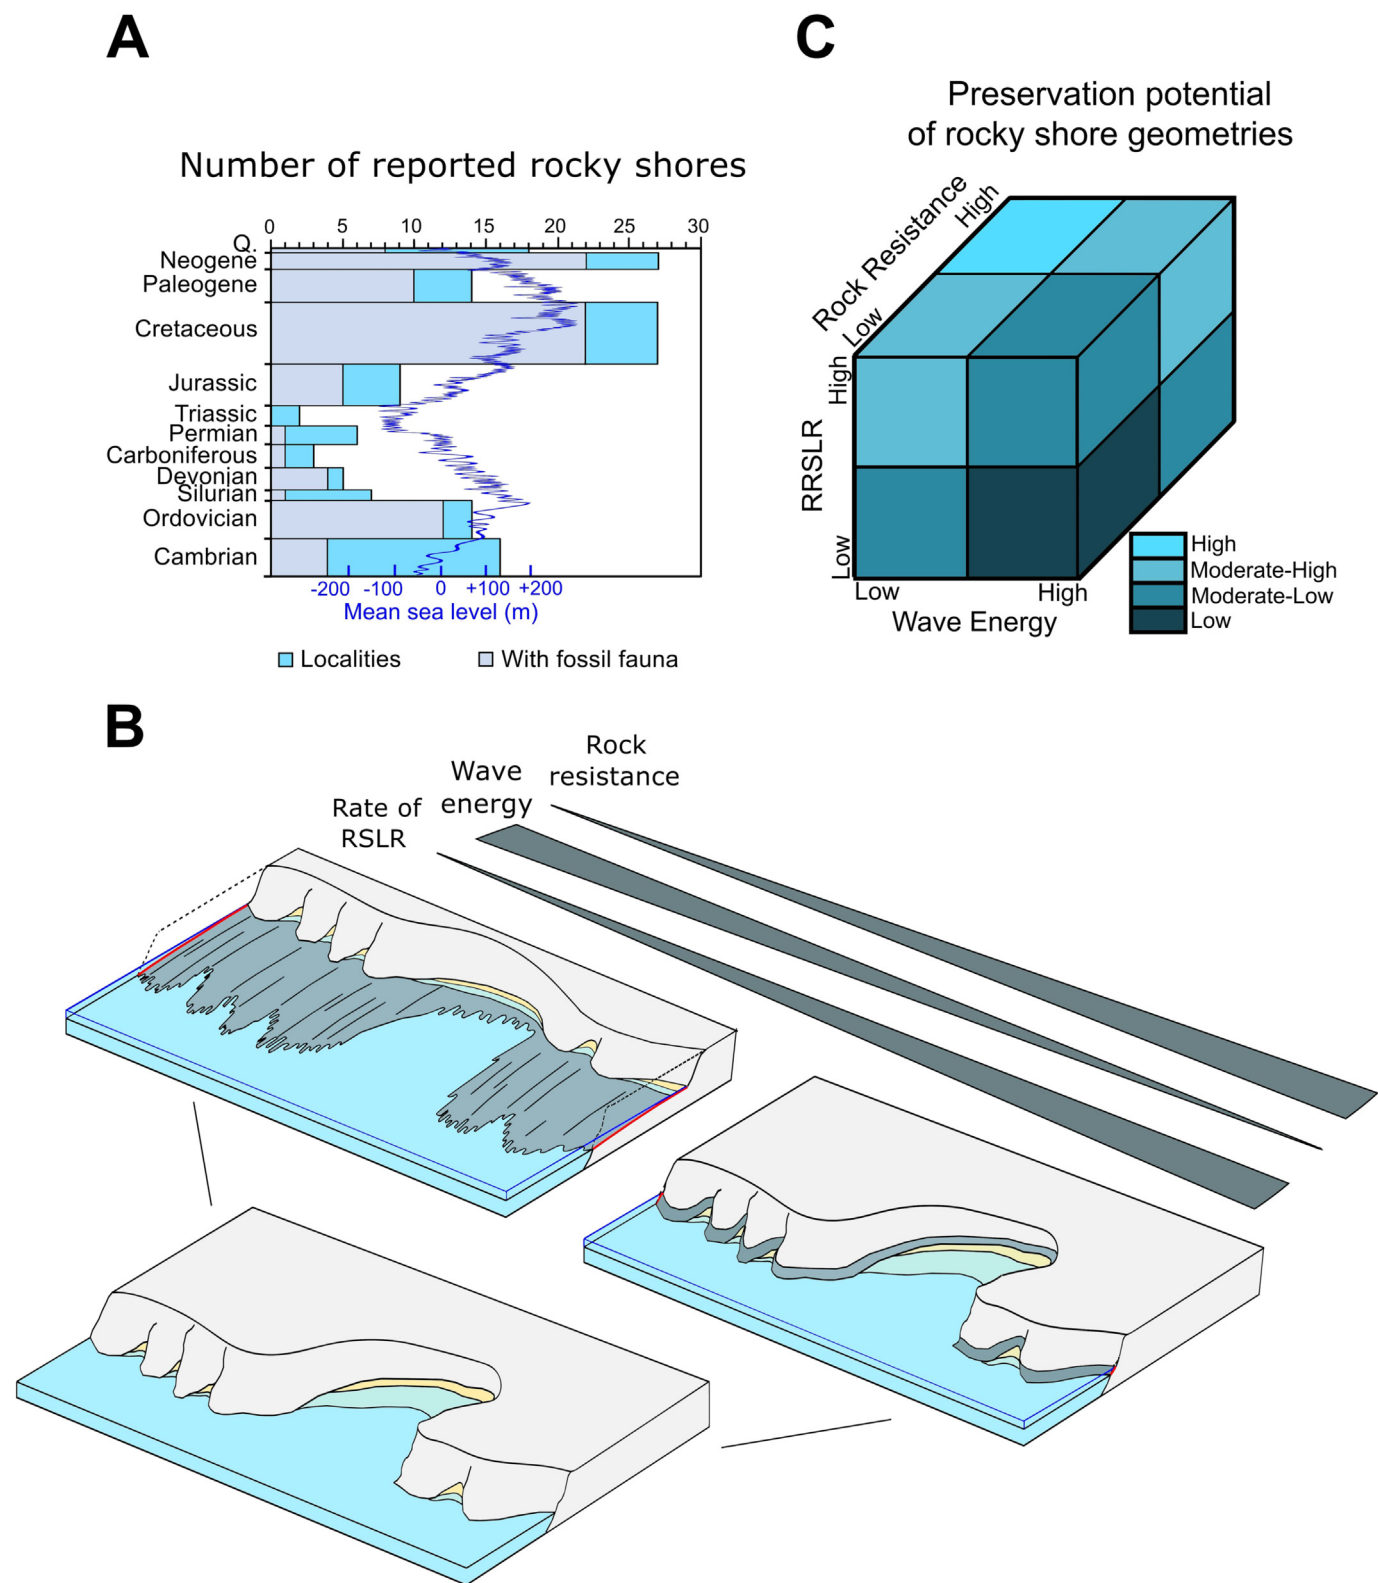 A
Number of reported rocky shores
0 5 10 15 20 25 30
Q.
Neogene
Paleogene
Cretaceous
Jurassic
Triassic
Permian
Carboniferous
Devonian
Silurian
Ordovician
Cambrian
-200 -100 0 +100 +200
Mean sea level (m)
Localities With fossil fauna
C
Preservation potential
of rocky shore geometries
Rock Resistance
High
Low
High
RRSLR
Low
Low High
Wave Energy
High
Moderate-High
Moderate-Low
Low
B
Rock
resistance
Wave
energy
Rate of
RSLR